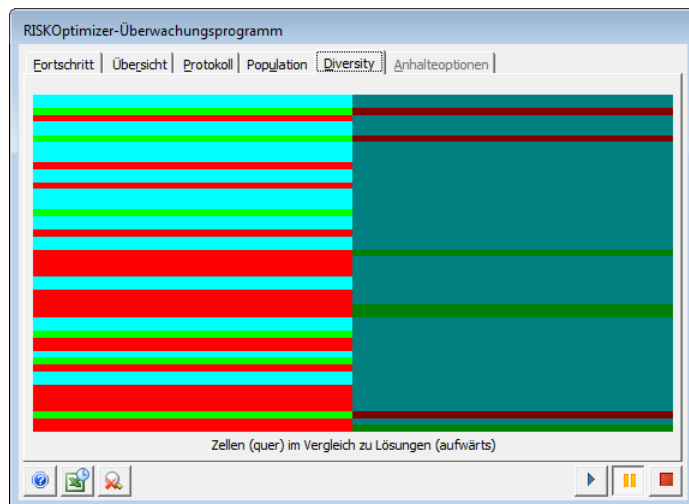 RISKOptimizer-Überwachungsprogramm
Fortschritt Übersicht Protokoll Population Diversity Anhalteoptionen
Zellen (quer) im Vergleich zu Lösungen (aufwärts)